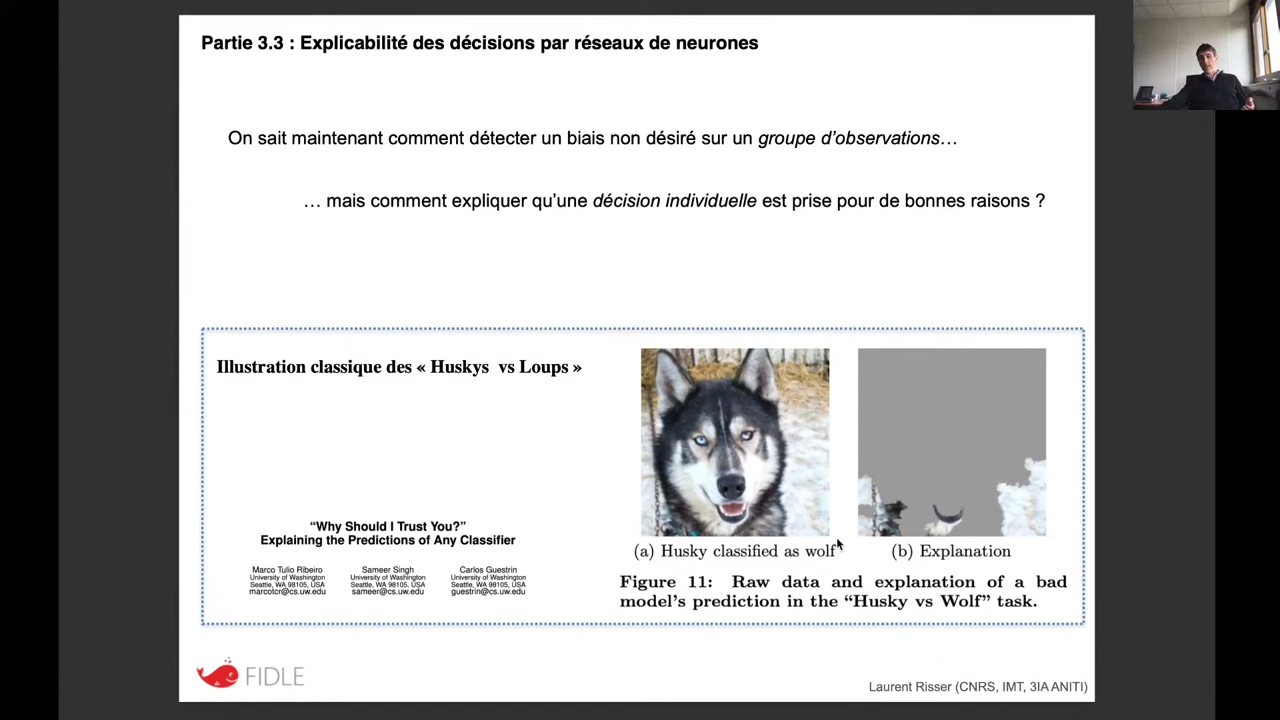 Partie 3.3 : Explicabilité des décisions par réseaux de neurones
On sait maintenant comment détecter un biais non désiré sur un groupe d’observations…
… mais comment expliquer qu’une décision individuelle est prise pour de bonnes raisons ?
Illustration classique des « Huskys vs Loups »
“Why Should I Trust You?”
Explaining the Predictions of Any Classifier
Marco Tulio Ribeiro
University of Washington
Seattle, WA 98105, USA
marcotcr@cs.uw.edu
Sameer Singh
University of Washington
Seattle, WA 98105, USA
sameer@cs.uw.edu
Carlos Guestrin
University of Washington
Seattle, WA 98105, USA
guestrin@cs.uw.edu
(a) Husky classified as wolf
(b) Explanation
Figure 11: Raw data and explanation of a bad
model’s prediction in the “Husky vs Wolf” task.
FIDLE
Laurent Risser (CNRS, IMT, 3IA ANITI)